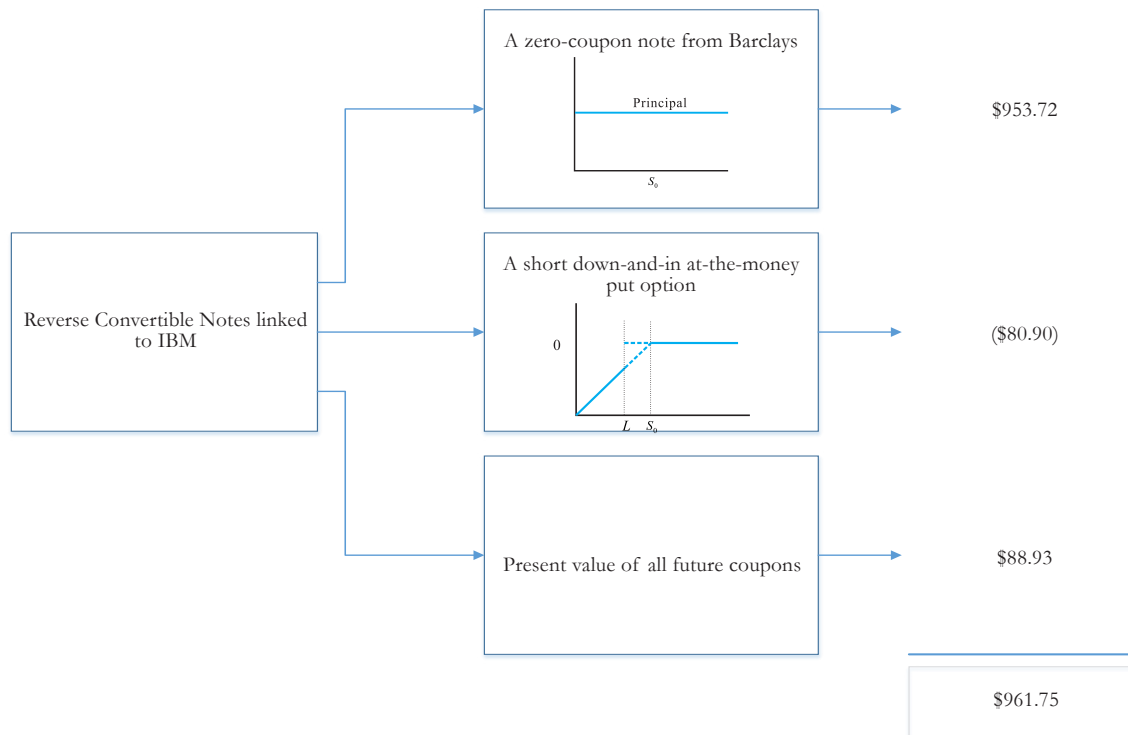 A zero-coupon note from Barclays
Principal
S₀
$953.72
Reverse Convertible Notes linked
to IBM
A short down-and-in at-the-money
put option
0
L S₀
($80.90)
Present value of all future coupons
$88.93
$961.75